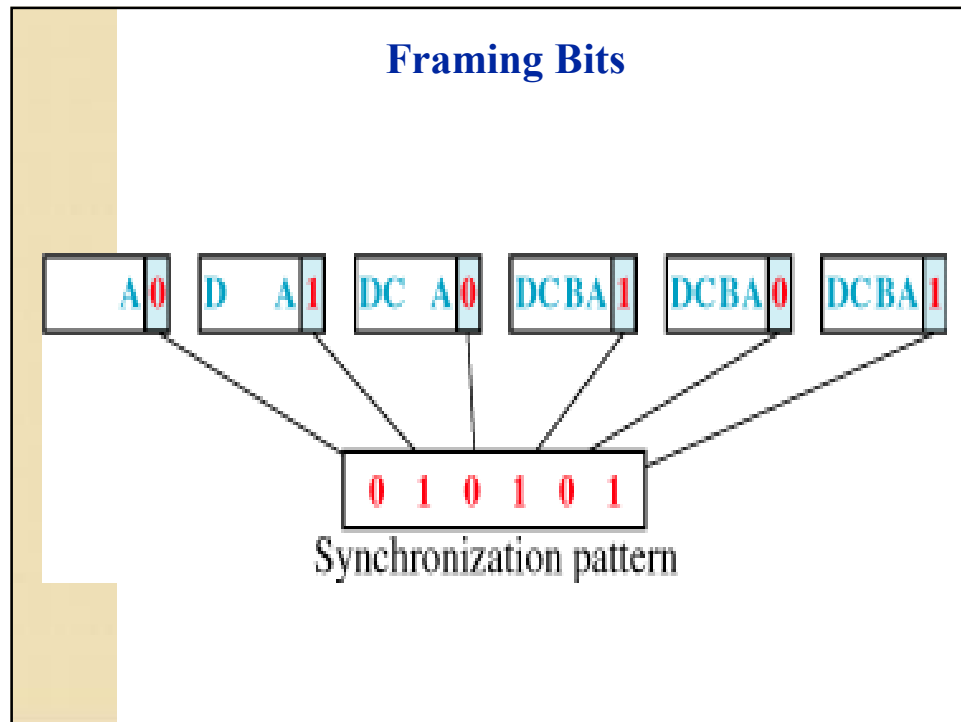 Framing Bits
A 0 D A 1 DC A 0 DCBA 1 DCBA 0 DCBA 1
0 1 0 1 0 1
Synchronization pattern